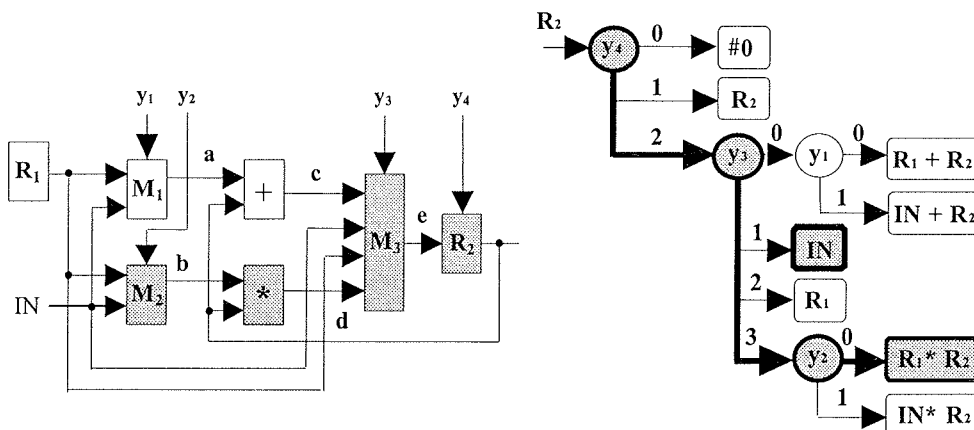 y1 y2 y3 y4
R1 M1 a + c
M3 e R2
IN M2 b * d
R2 y4 0 #0
1 R2
2 y3 0 y1 0 R1 + R2
1 IN + R2
1 IN
2 R1
3 y2 0 R1* R2
1 IN* R2